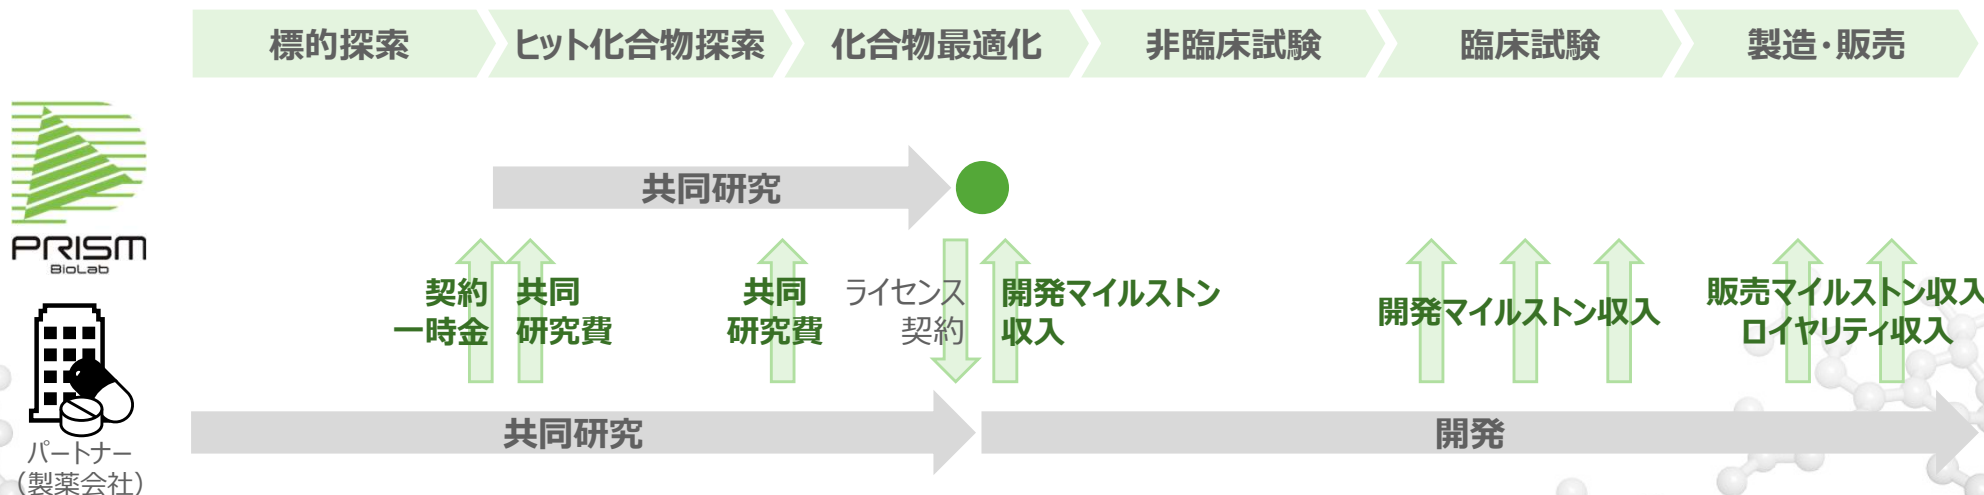 標的探索
ヒット化合物探索
化合物最適化
非臨床試験
臨床試験
製造・販売
PRISM
BioLab
共同研究
契約
一時金
共同
研究費
共同
研究費
ライセンス
契約
開発マイルストン
収入
開発マイルストン収入
販売マイルストン収入
ロイヤリティ収入
パートナー
（製薬会社）
共同研究
開発